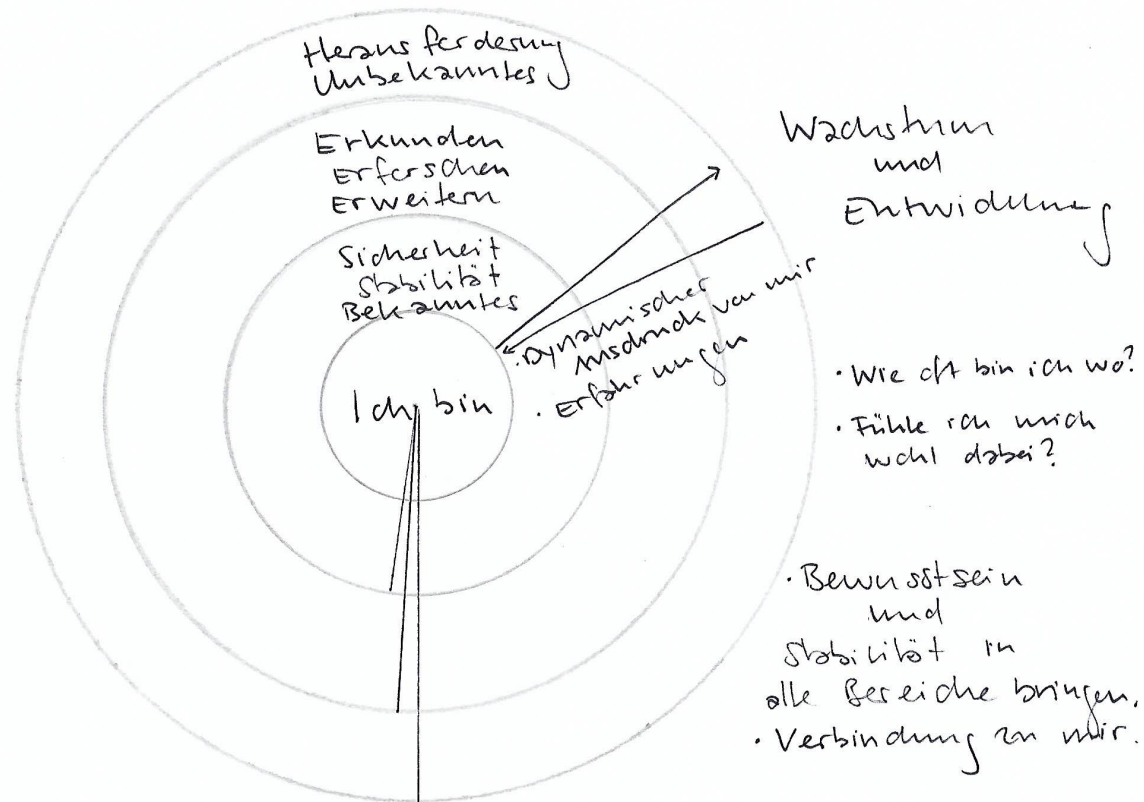 Herausforderung
Unbekanntes
Erkunden
Erforschen
Erweitern
Sicherheit
Stabilität
Bekanntes
Ich bin
· Dynamischer
Ausdruck von mir
· Erfahrungen
Wachstum
und
Entwicklung
· Wie oft bin ich wo?
· Fühle ich mich
wohl dabei?
· Bewusstsein
und
Stabilität in
alle Bereiche bringen.
· Verbindung zu mir.